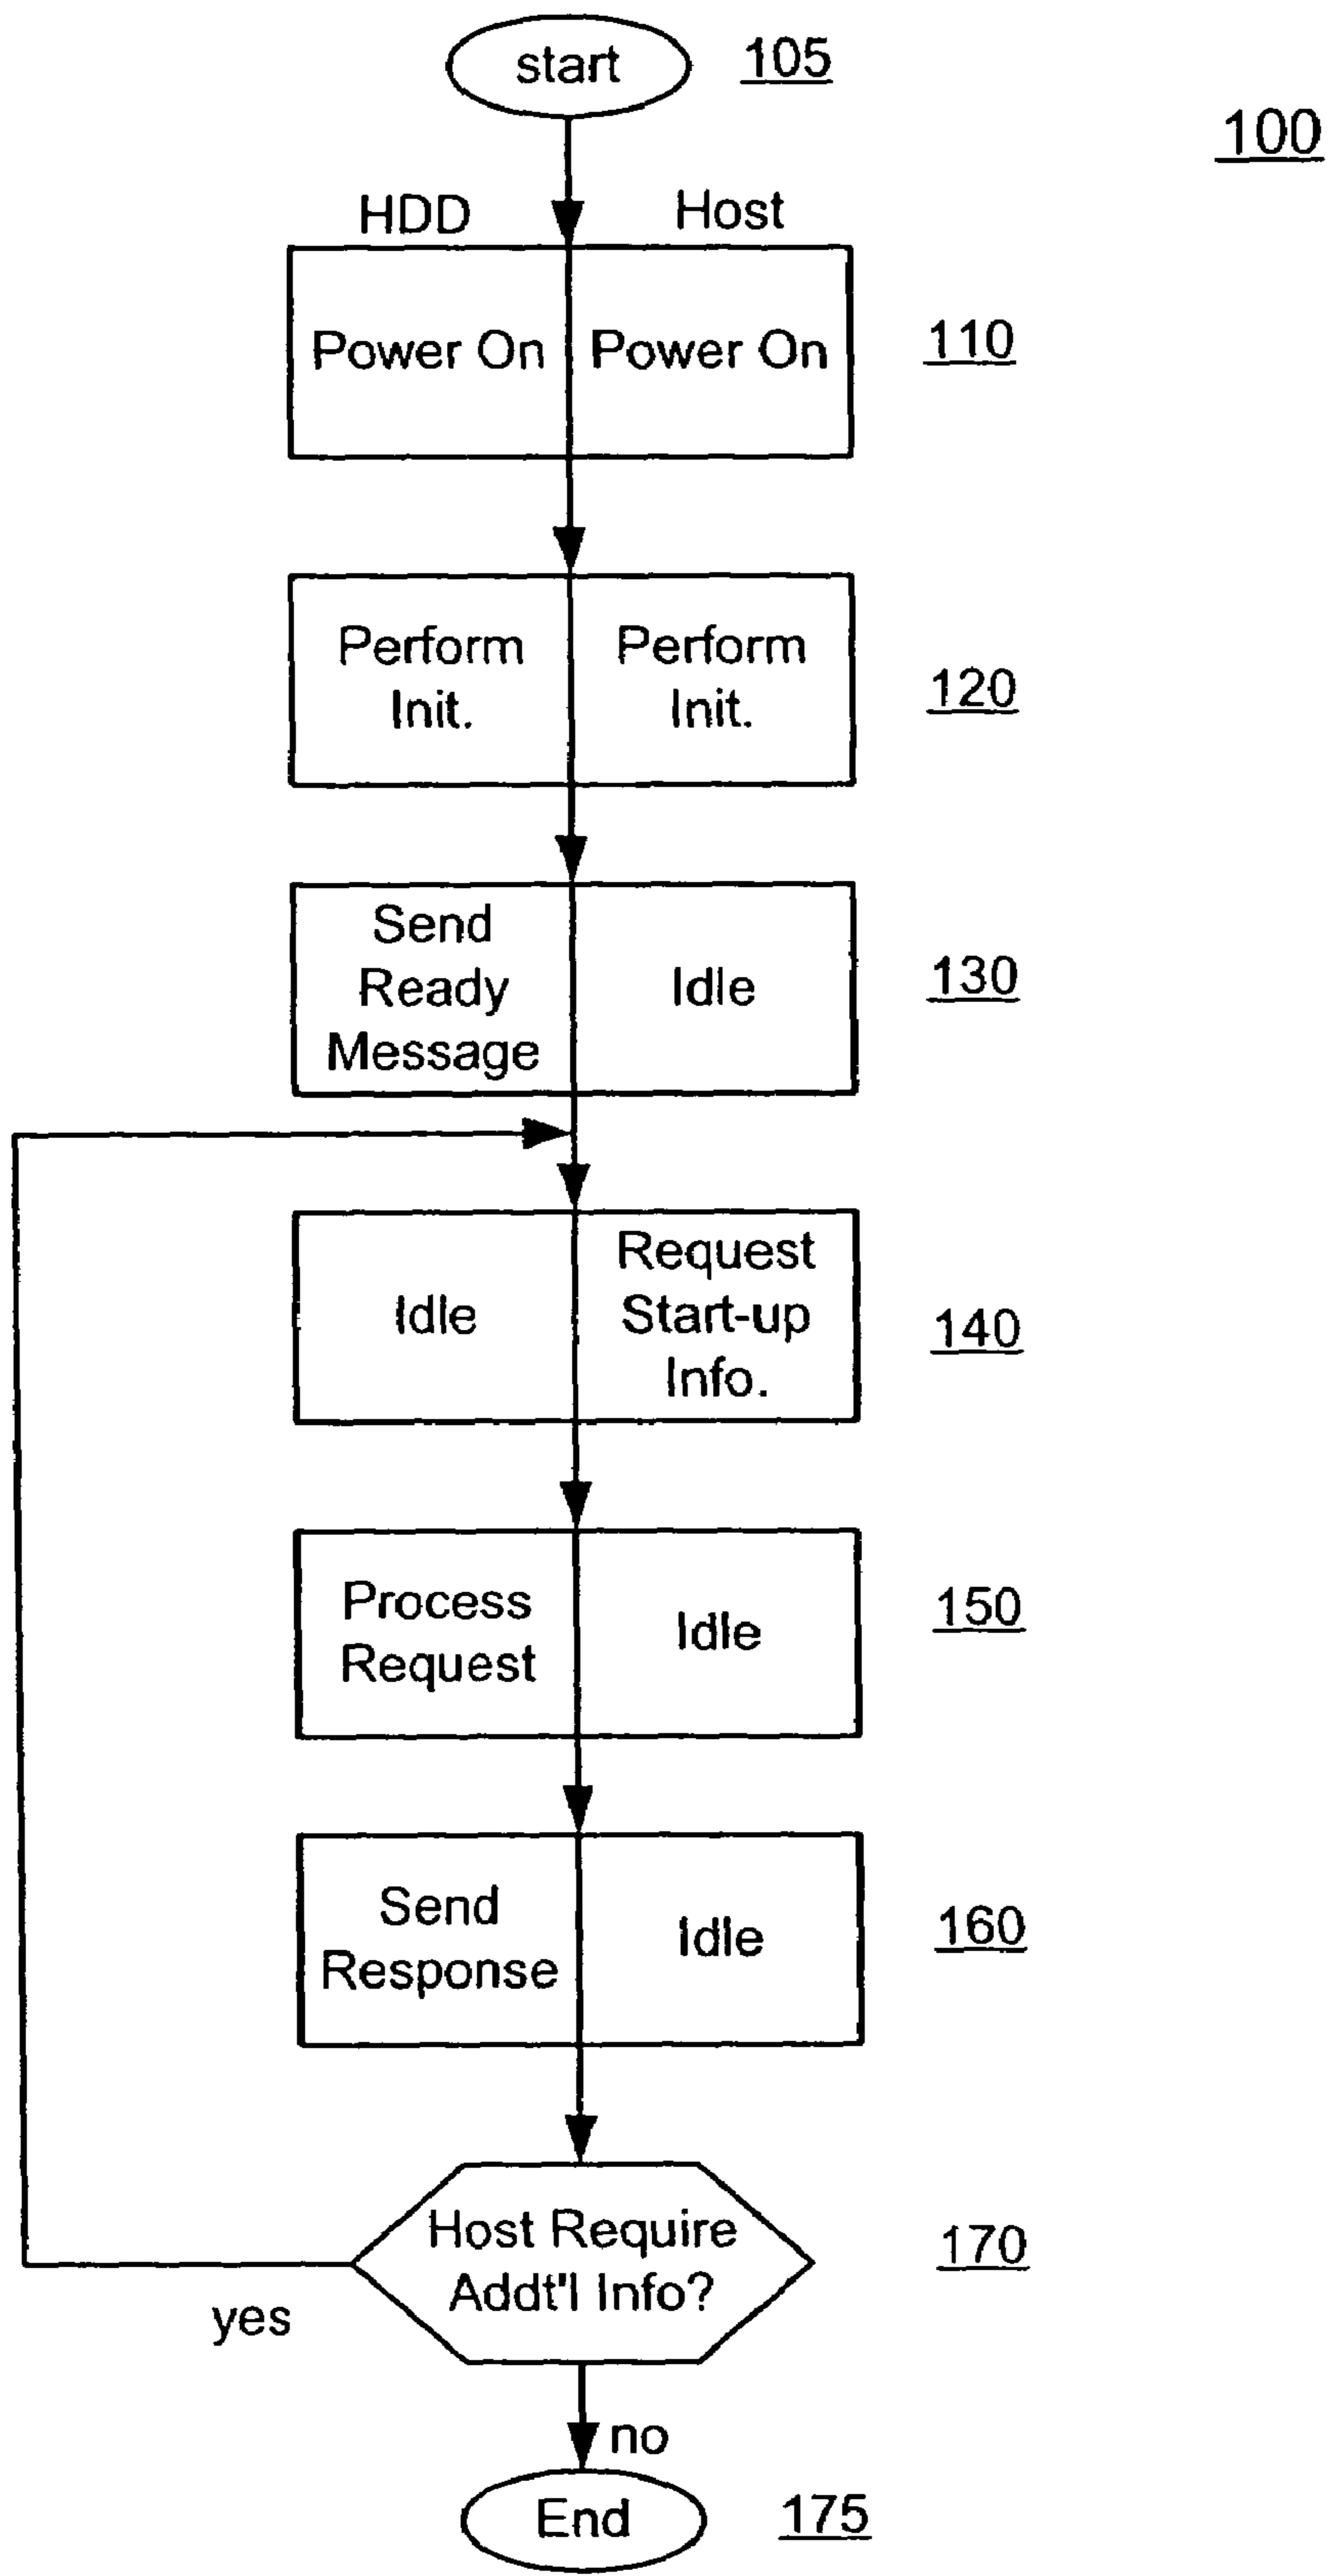 start 105
100
HDD Host
Power On Power On 110
Perform Init. Perform Init. 120
Send Ready Message Idle 130
Idle Request Start-up Info. 140
Process Request Idle 150
Send Response Idle 160
Host Require Addt'l Info? 170
yes
no
End 175